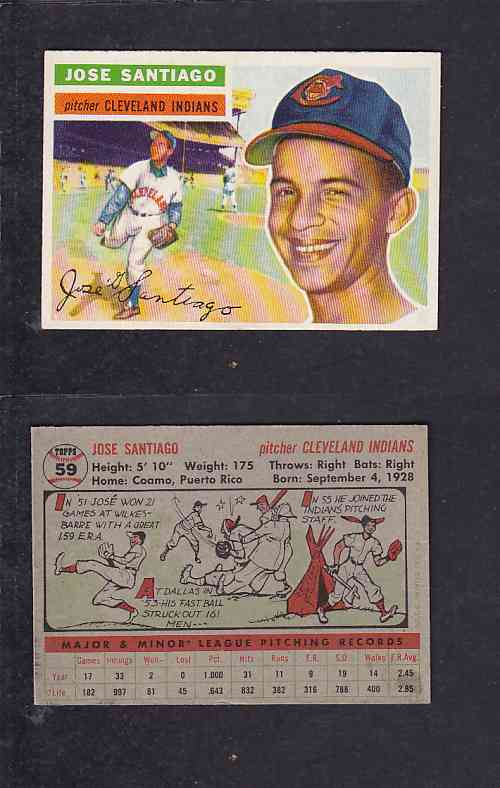 JOSE SANTIAGO
pitcher CLEVELAND INDIANS
CLEVELAND
José G. Santiago
TOPPS
59
JOSE SANTIAGO pitcher CLEVELAND INDIANS
Height: 5' 10" Weight: 175 Throws: Right Bats: Right
Home: Coamo, Puerto Rico Born: September 4, 1928
IN 51 JOSÉ WON 21
GAMES AT WILKES-
BARRE WITH A GREAT
1.59 E.R.A.
AT DALLAS IN
53-HIS FAST BALL
STRUCK OUT 16!
MEN---
IN 55 HE JOINED THE
INDIANS PITCHING
STAFF.
MAJOR & MINOR LEAGUE PITCHING RECORDS
Games Innings Won Lost Pct. Hits Runs E.R. S.O. Walks E.R.Avg.
Year 17 33 2 0 1.000 31 11 9 19 14 2.45
Life 182 997 81 45 .643 832 382 316 788 400 2.85